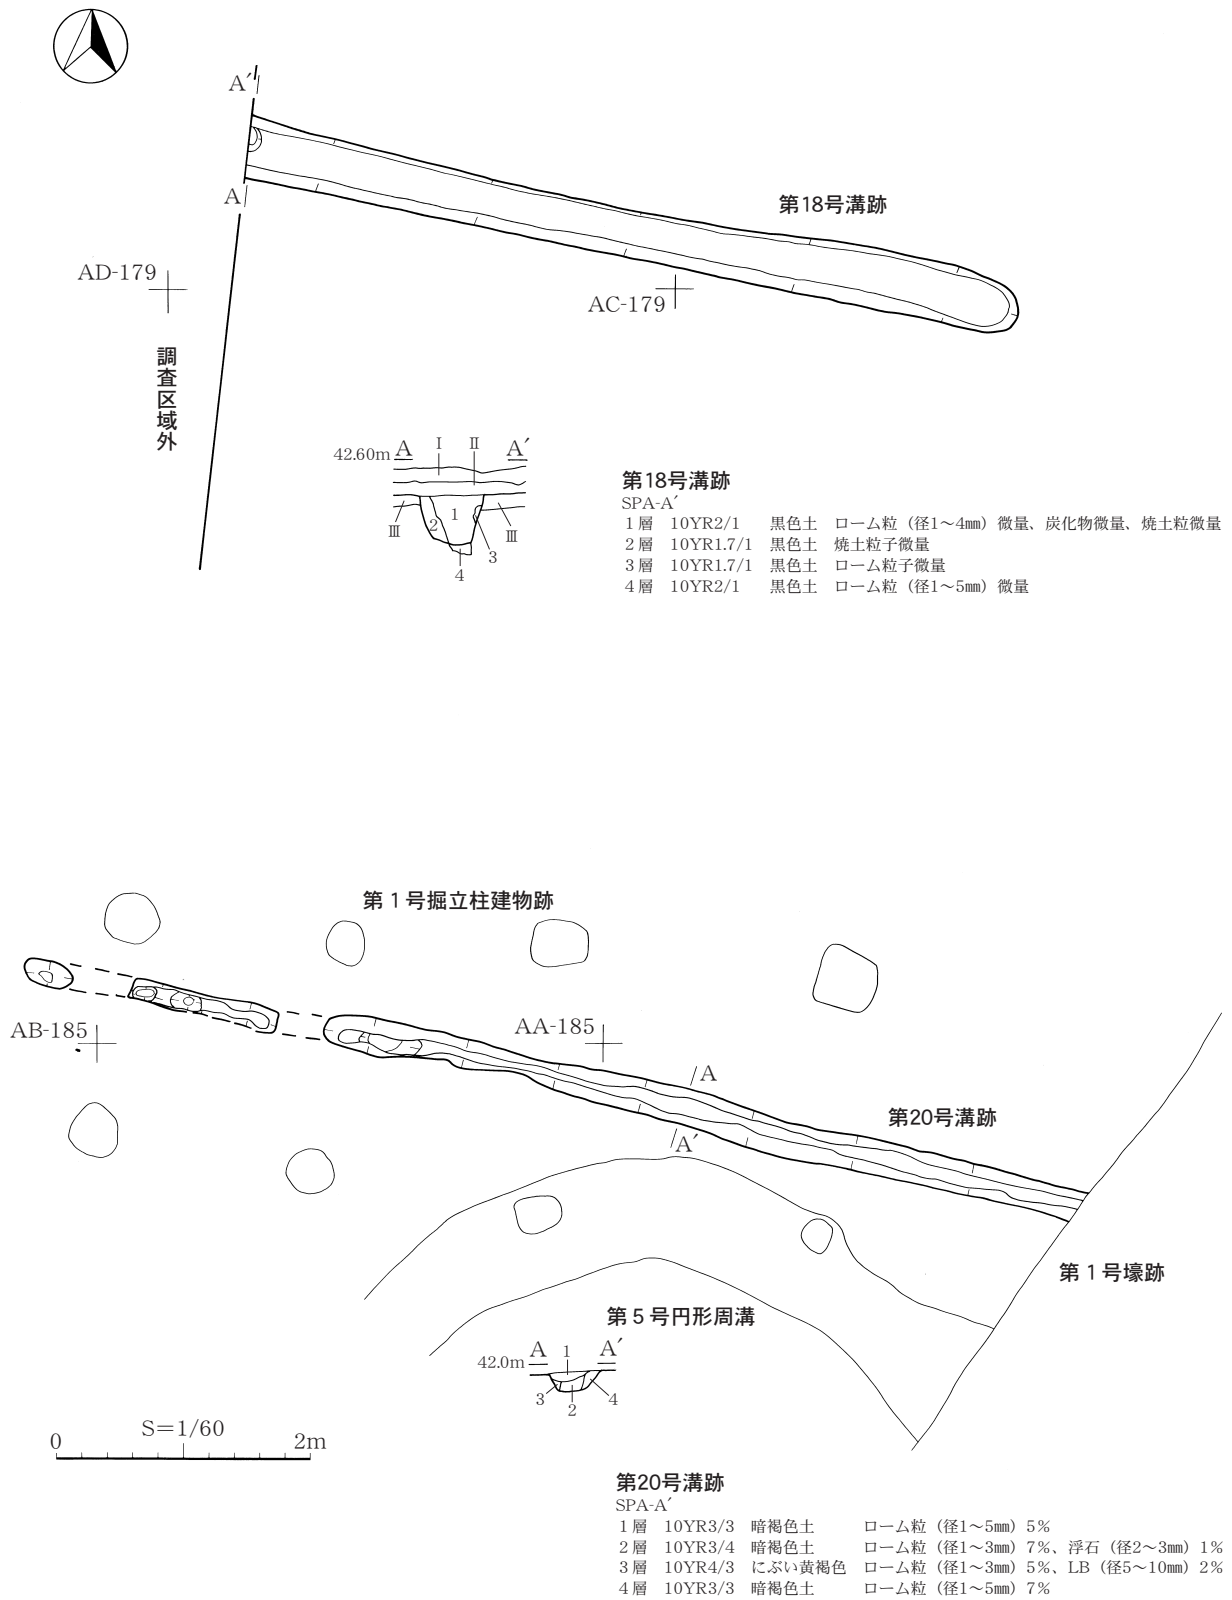 A′
A
第18号溝跡
AD-179
AC-179
調査区域外
42.60m A Ⅰ Ⅱ A′
1
2
Ⅲ Ⅲ
3
4
第18号溝跡
SPA-A′
1層 10YR2/1 黒色土 ローム粒（径1～4㎜）微量、炭化物微量、焼土粒微量
2層 10YR1.7/1 黒色土 焼土粒子微量
3層 10YR1.7/1 黒色土 ローム粒子微量
4層 10YR2/1 黒色土 ローム粒（径1～5㎜）微量
第1号掘立柱建物跡
AB-185
AA-185
A
第20号溝跡
A′
第1号壕跡
第5号円形周溝
42.0m A 1 A′
3 2 4
S=1/60
0 2m
第20号溝跡
SPA-A′
1層 10YR3/3 暗褐色土 ローム粒（径1～5㎜）5％
2層 10YR3/4 暗褐色土 ローム粒（径1～3㎜）7％、浮石（径2～3㎜）1％
3層 10YR4/3 にぶい黄褐色 ローム粒（径1～3㎜）5％、LB（径5～10㎜）2％
4層 10YR3/3 暗褐色土 ローム粒（径1～5㎜）7％